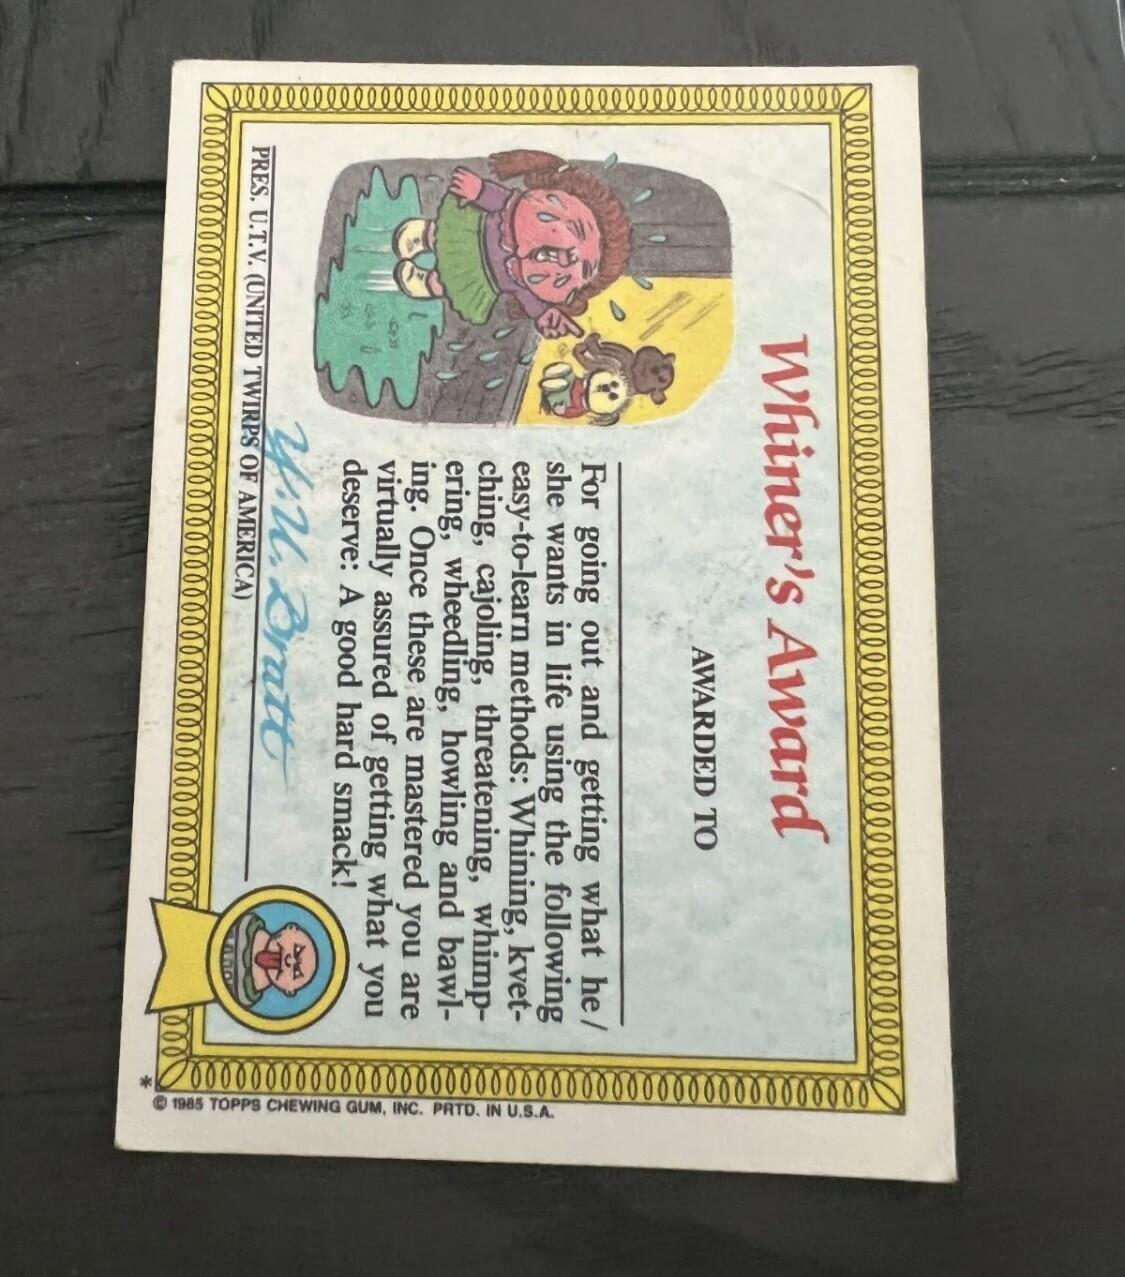 Whiner's Award
AWARDED TO
For going out and getting what he/
she wants in life using the following
easy-to-learn methods: Whining, kvet-
ching, cajoling, threatening, whimp-
ering, wheedling, howling and bawl-
ing. Once these are mastered you are
virtually assured of getting what you
deserve: A good hard smack!
Y.U. Bratt
PRES. U.T.V. (UNITED TWIRPS OF AMERICA)
* © 1985 TOPPS CHEWING GUM, INC. PRTD. IN U.S.A.